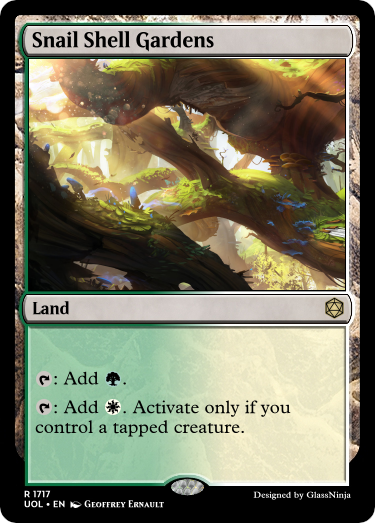 Snail Shell Gardens
Land
: Add .
: Add . Activate only if you
control a tapped creature.
R 1717
UOL • EN Geoffrey Ernault
Designed by GlassNinja